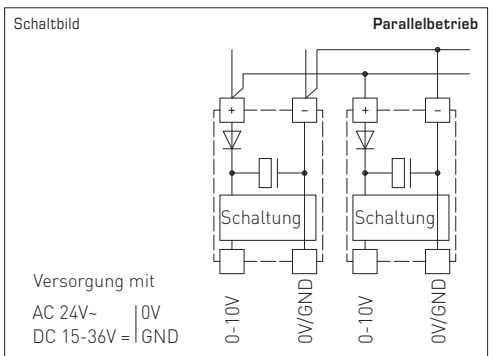 Schaltbild
Parallelbetrieb
+ − + −
Schaltung Schaltung
Versorgung mit
AC 24V~ | 0V
DC 15-36V = | GND
0-10V
0V/GND
0-10V
0V/GND